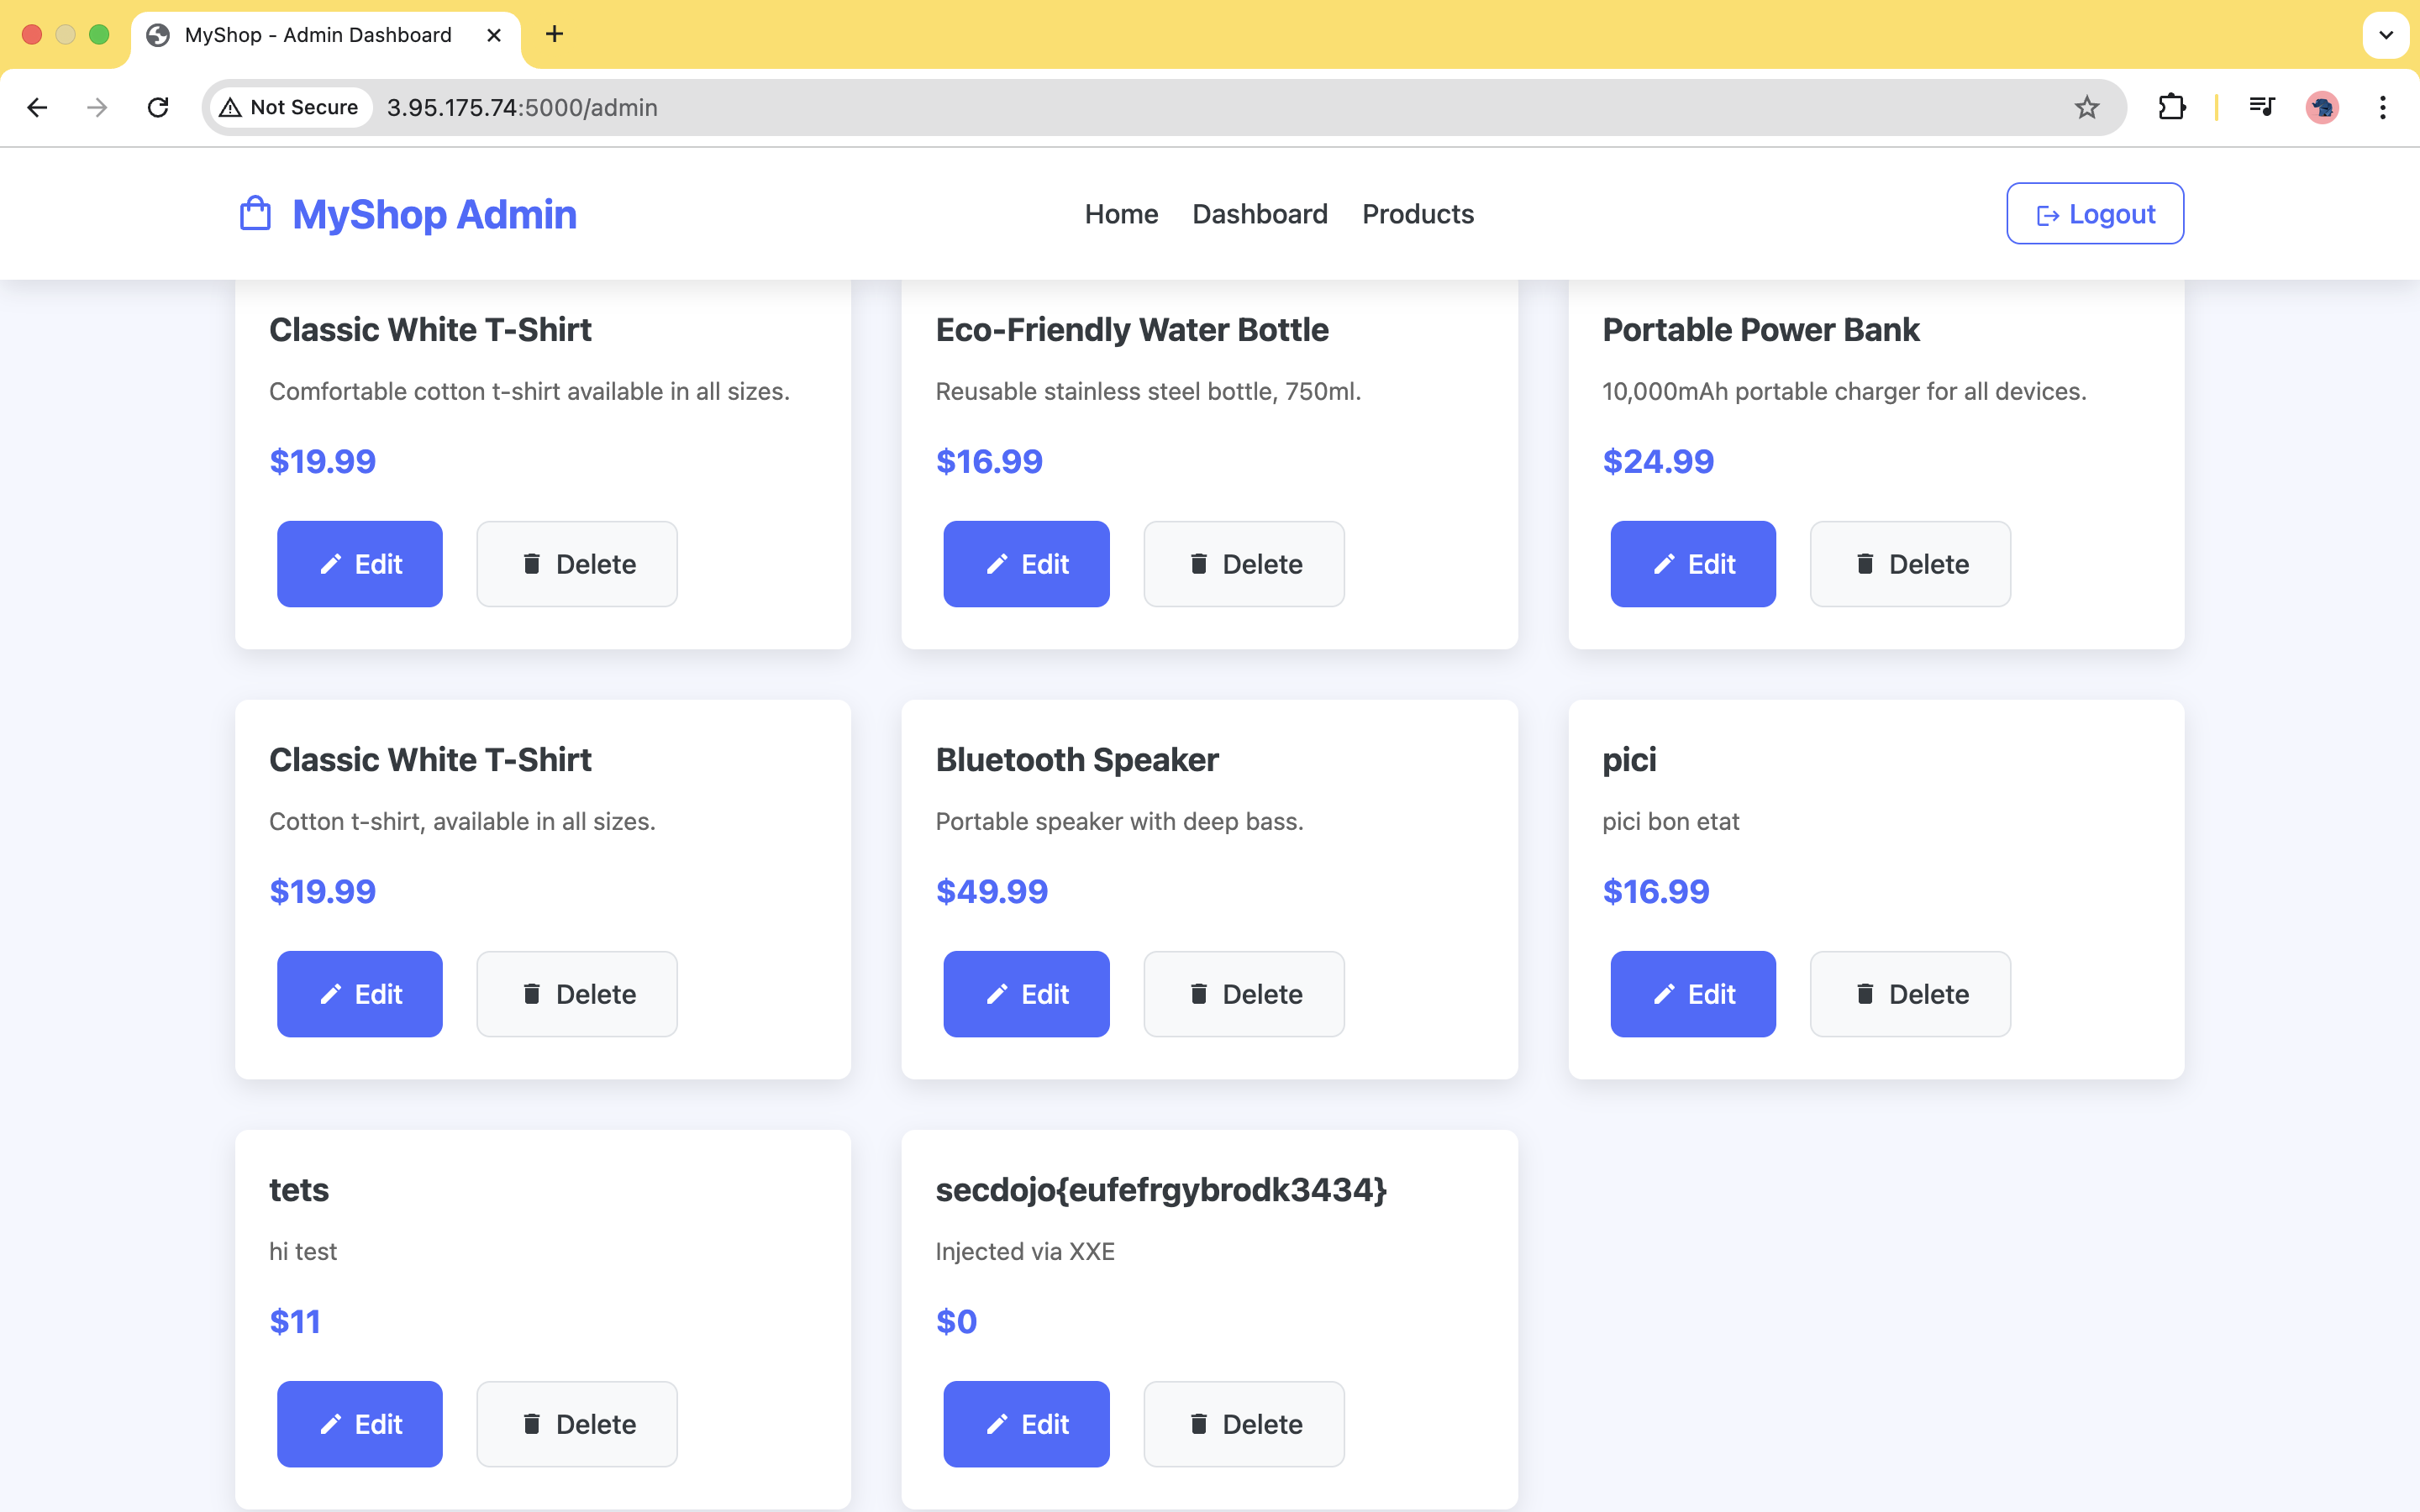 MyShop - Admin Dashboard
Not Secure
3.95.175.74:5000/admin
MyShop Admin
Home
Dashboard
Products
Logout
Classic White T-Shirt
Comfortable cotton t-shirt available in all sizes.
$19.99
Edit
Delete
Eco-Friendly Water Bottle
Reusable stainless steel bottle, 750ml.
$16.99
Edit
Delete
Portable Power Bank
10,000mAh portable charger for all devices.
$24.99
Edit
Delete
Classic White T-Shirt
Cotton t-shirt, available in all sizes.
$19.99
Edit
Delete
Bluetooth Speaker
Portable speaker with deep bass.
$49.99
Edit
Delete
pici
pici bon etat
$16.99
Edit
Delete
tets
hi test
$11
Edit
Delete
secdojo{eufefrgybrodk3434}
Injected via XXE
$0
Edit
Delete